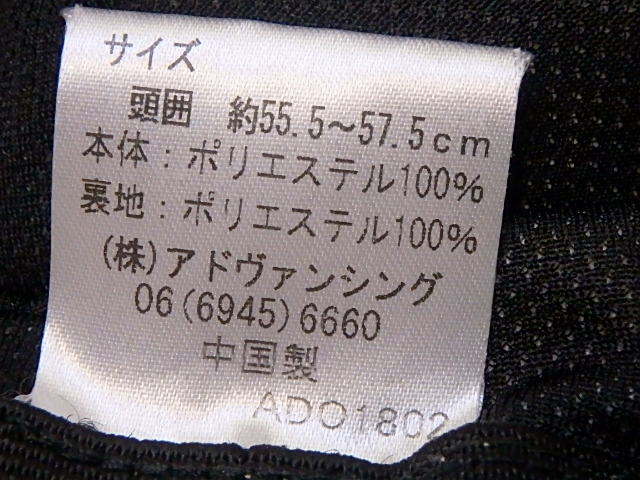 サイズ
頭囲 約55.5～57.5cm
本体：ポリエステル100%
裏地：ポリエステル100%
(株)アドヴァンシング
06(6945)6660
中国製
ADO1802